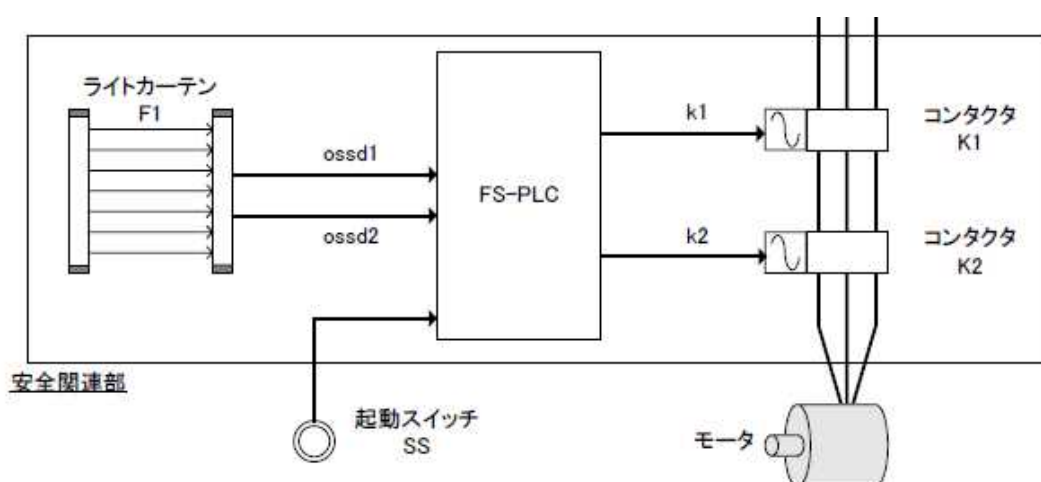 ライトカーテン
F1
ossd1
ossd2
FS-PLC
k1
k2
コンタクタ
K1
コンタクタ
K2
安全関連部
起動スイッチ
SS
モータ